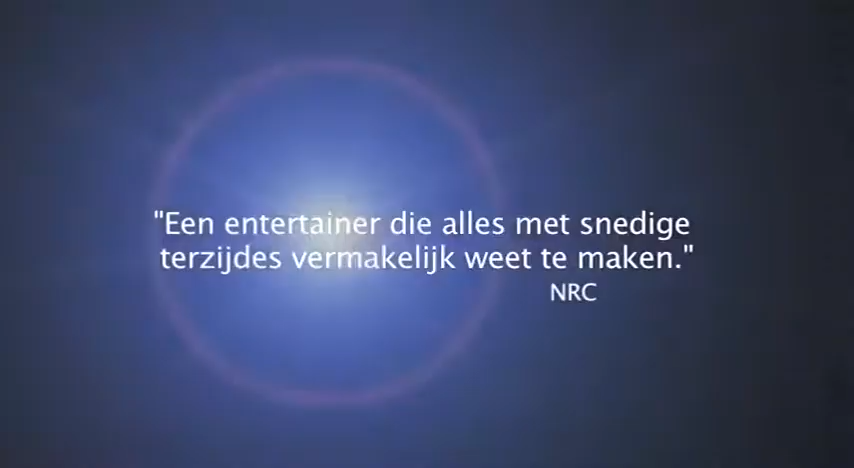 "Een entertainer die alles met snedige
terzijdes vermakelijk weet te maken."
NRC